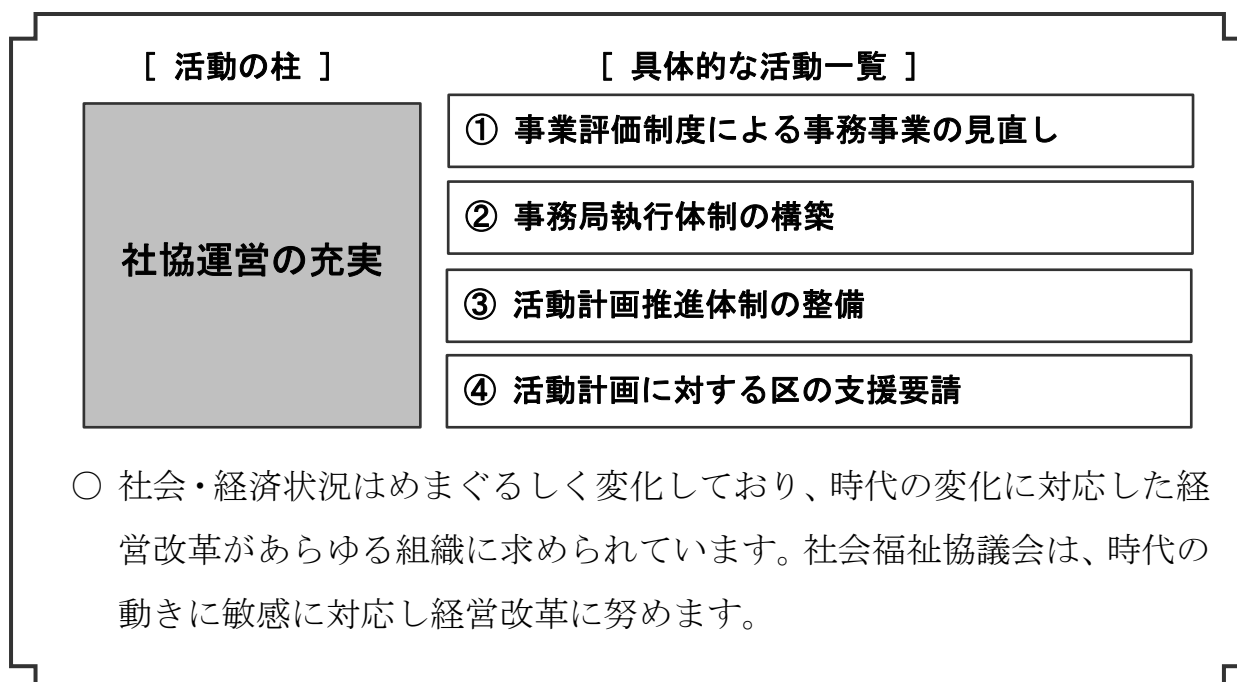 [ 活動の柱 ]
[ 具体的な活動一覧 ]
社協運営の充実
① 事業評価制度による事務事業の見直し
② 事務局執行体制の構築
③ 活動計画推進体制の整備
④ 活動計画に対する区の支援要請
○ 社会・経済状況はめまぐるしく変化しており、時代の変化に対応した経
営改革があらゆる組織に求められています。社会福祉協議会は、時代の
動きに敏感に対応し経営改革に努めます。